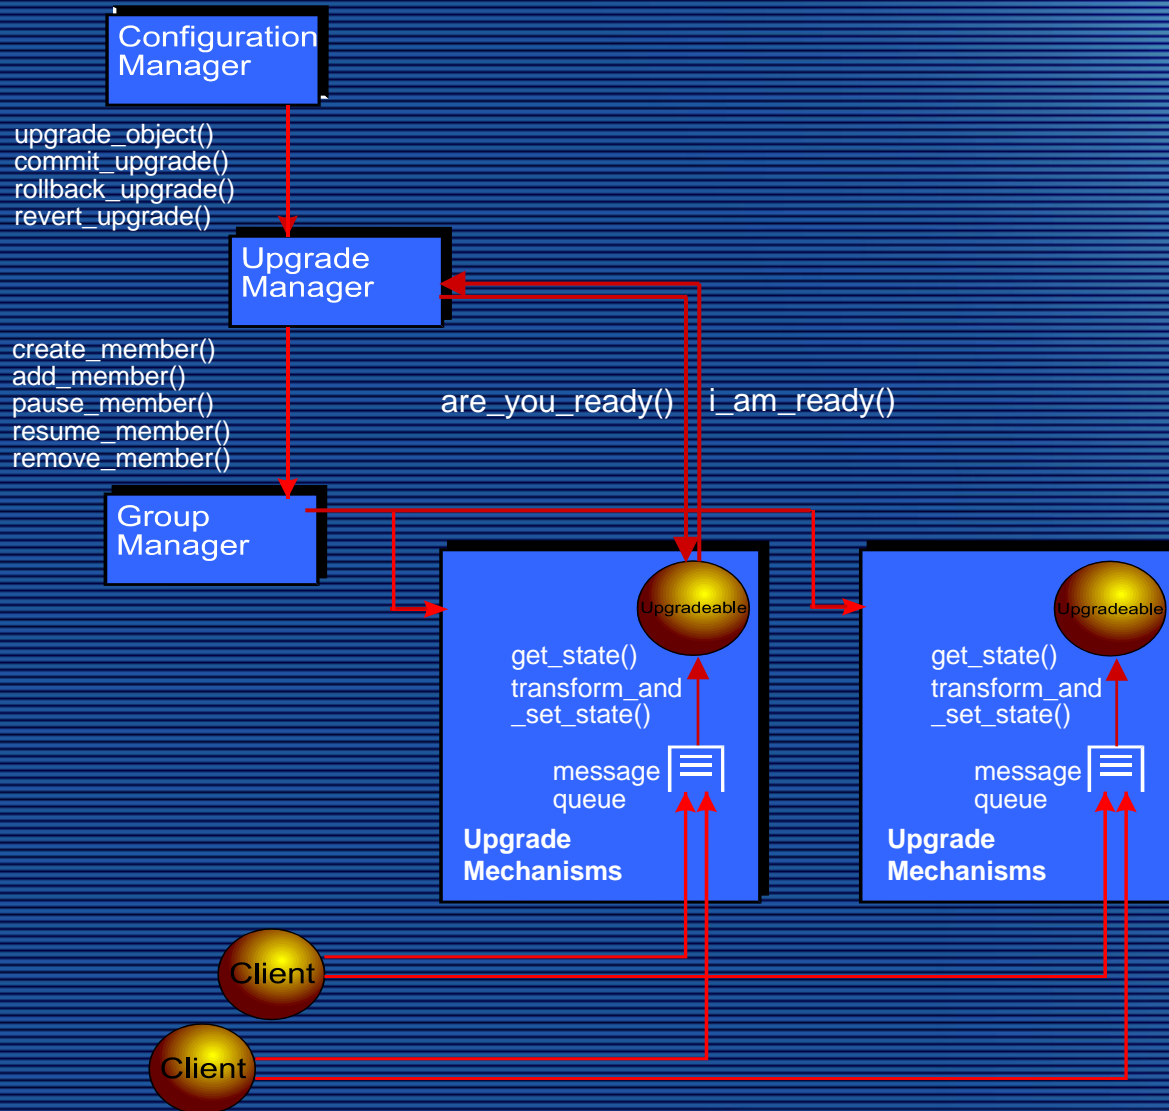 Configuration
Manager
upgrade_object()
commit_upgrade()
rollback_upgrade()
revert_upgrade()
Upgrade
Manager
create_member()
add_member()
pause_member()
resume_member()
remove_member()
are_you_ready()
i_am_ready()
Group
Manager
Upgradeable
get_state()
transform_and
_set_state()
message
queue
Upgrade
Mechanisms
Upgradeable
get_state()
transform_and
_set_state()
message
queue
Upgrade
Mechanisms
Client
Client